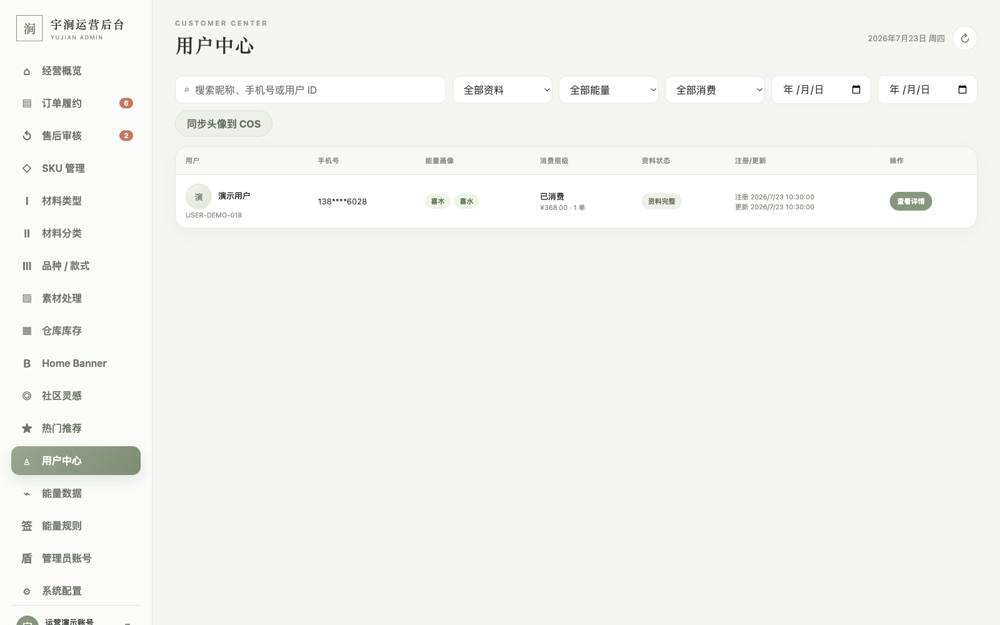 涧
宇涧运营后台
YUJIAN ADMIN
经营概览
订单履约 6
售后审核 2
SKU 管理
I 材料类型
II 材料分类
III 品种 / 款式
素材处理
仓库库存
B Home Banner
社区灵感
热门推荐
用户中心
能量数据
签 能量规则
盾 管理员账号
系统配置
运营演示账号
CUSTOMER CENTER
用户中心
2026年7月23日 周四
搜索昵称、手机号或用户 ID
全部资料
全部能量
全部消费
年 /月/日
年 /月/日
同步头像到 COS
用户 手机号 能量画像 消费层级 资料状态 注册/更新 操作
演 演示用户
USER-DEMO-018
138****6028
喜木 喜水
已消费
¥368.00 · 1 单
资料完整
注册 2026/7/23 10:30:00
更新 2026/7/23 10:30:00
查看详情